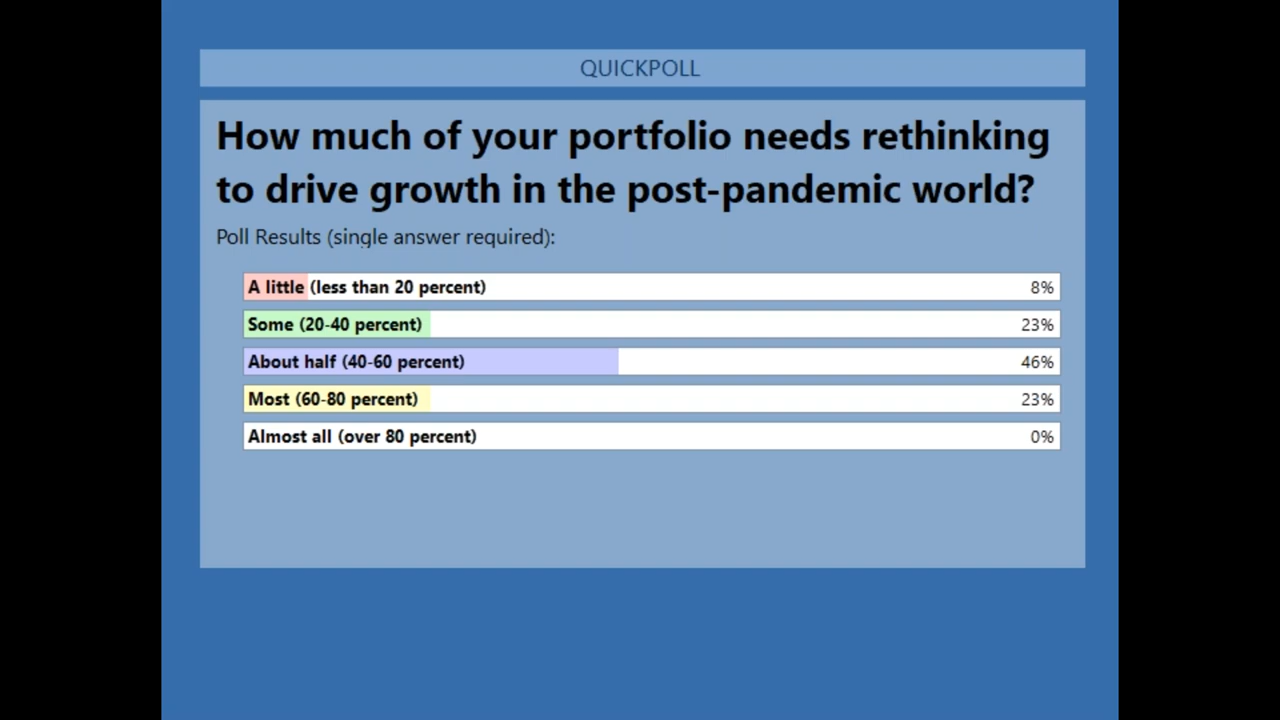 QUICKPOLL
How much of your portfolio needs rethinking
to drive growth in the post-pandemic world?
Poll Results (single answer required):
A little (less than 20 percent) 8%
Some (20-40 percent) 23%
About half (40-60 percent) 46%
Most (60-80 percent) 23%
Almost all (over 80 percent) 0%